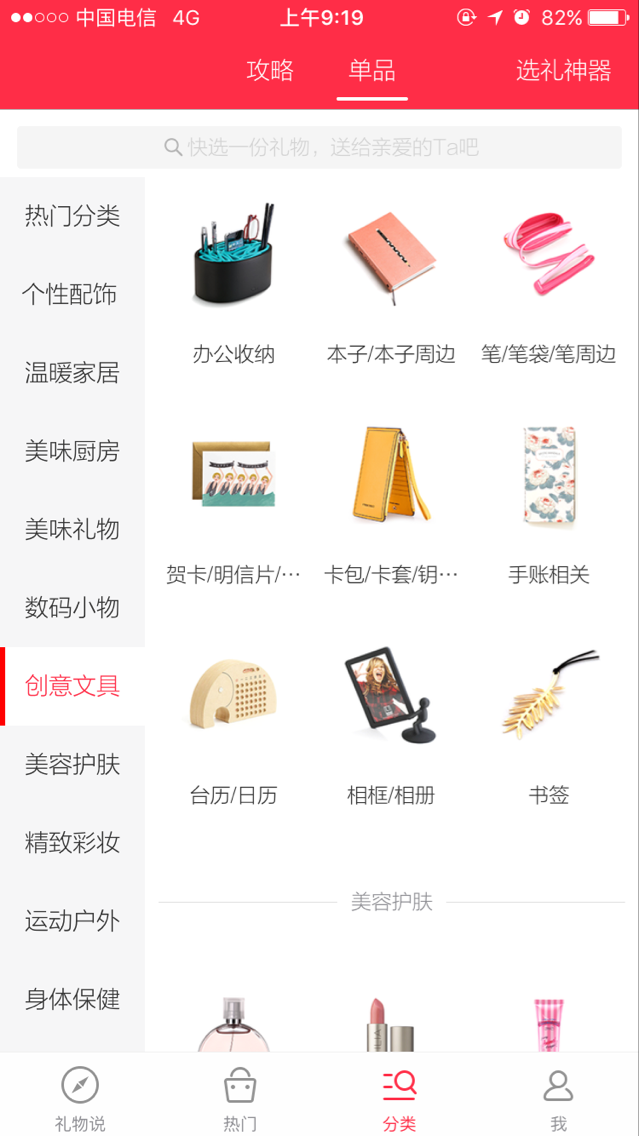 中国电信 4G 上午9:19 82%
攻略 单品 选礼神器
快选一份礼物，送给亲爱的Ta吧
热门分类
个性配饰
温暖家居
美味厨房
美味礼物
数码小物
创意文具
美容护肤
精致彩妆
运动户外
身体保健
办公收纳 本子/本子周边 笔/笔袋/笔周边
贺卡/明信片/… 卡包/卡套/钥… 手账相关
台历/日历 相框/相册 书签
美容护肤
礼物说 热门 分类 我